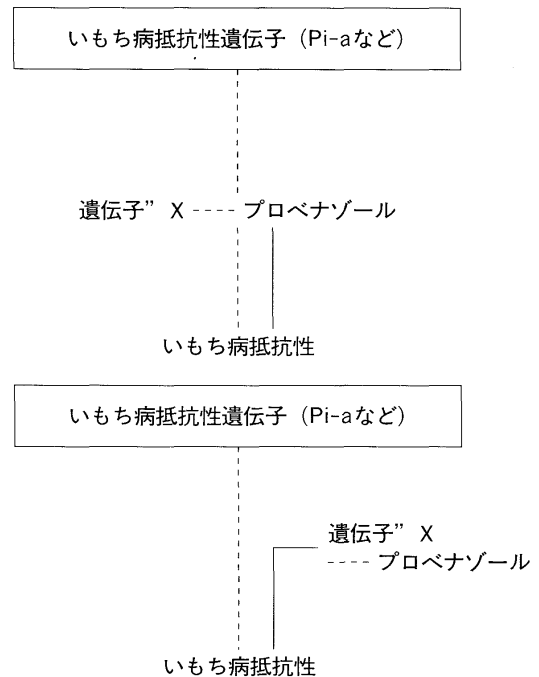 いもち病抵抗性遺伝子（Pi-aなど）
遺伝子” X ---- プロベナゾール
いもち病抵抗性
いもち病抵抗性遺伝子（Pi-aなど）
遺伝子” X
---- プロベナゾール
いもち病抵抗性